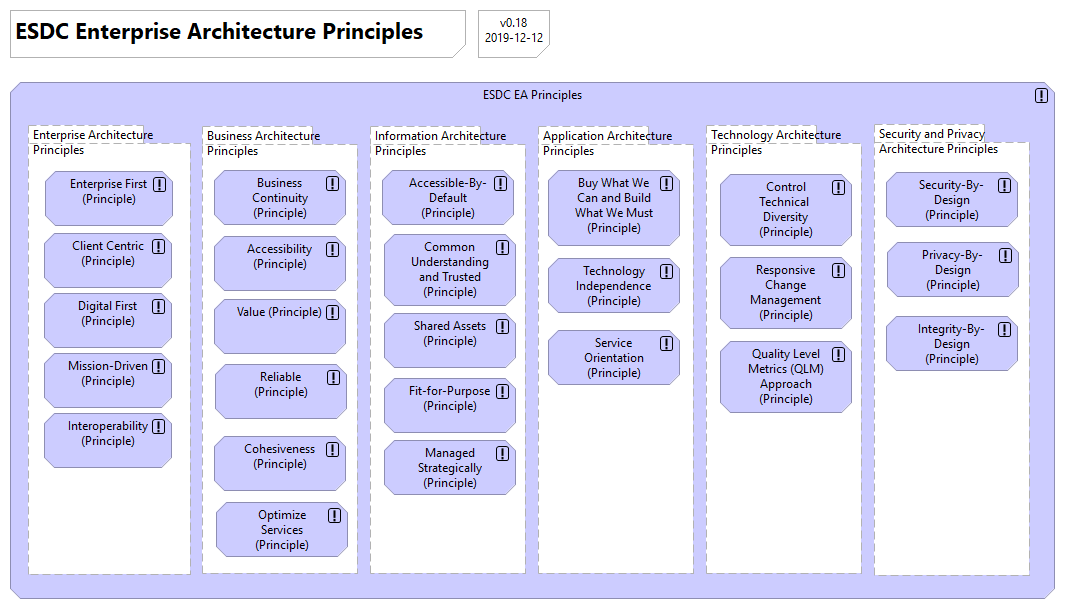 ESDC Enterprise Architecture Principles
v0.18
2019-12-12
ESDC EA Principles
Enterprise Architecture
Principles
Enterprise First
(Principle)
Client Centric
(Principle)
Digital First
(Principle)
Mission-Driven
(Principle)
Interoperability
(Principle)
Business Architecture
Principles
Business
Continuity
(Principle)
Accessibility
(Principle)
Value (Principle)
Reliable
(Principle)
Cohesiveness
(Principle)
Optimize
Services
(Principle)
Information Architecture
Principles
Accessible-By-
Default
(Principle)
Common
Understanding
and Trusted
(Principle)
Shared Assets
(Principle)
Fit-for-Purpose
(Principle)
Managed
Strategically
(Principle)
Application Architecture
Principles
Buy What We
Can and Build
What We Must
(Principle)
Technology
Independence
(Principle)
Service
Orientation
(Principle)
Technology Architecture
Principles
Control
Technical
Diversity
(Principle)
Responsive
Change
Management
(Principle)
Quality Level
Metrics (QLM)
Approach
(Principle)
Security and Privacy
Architecture Principles
Security-By-
Design
(Principle)
Privacy-By-
Design
(Principle)
Integrity-By-
Design
(Principle)